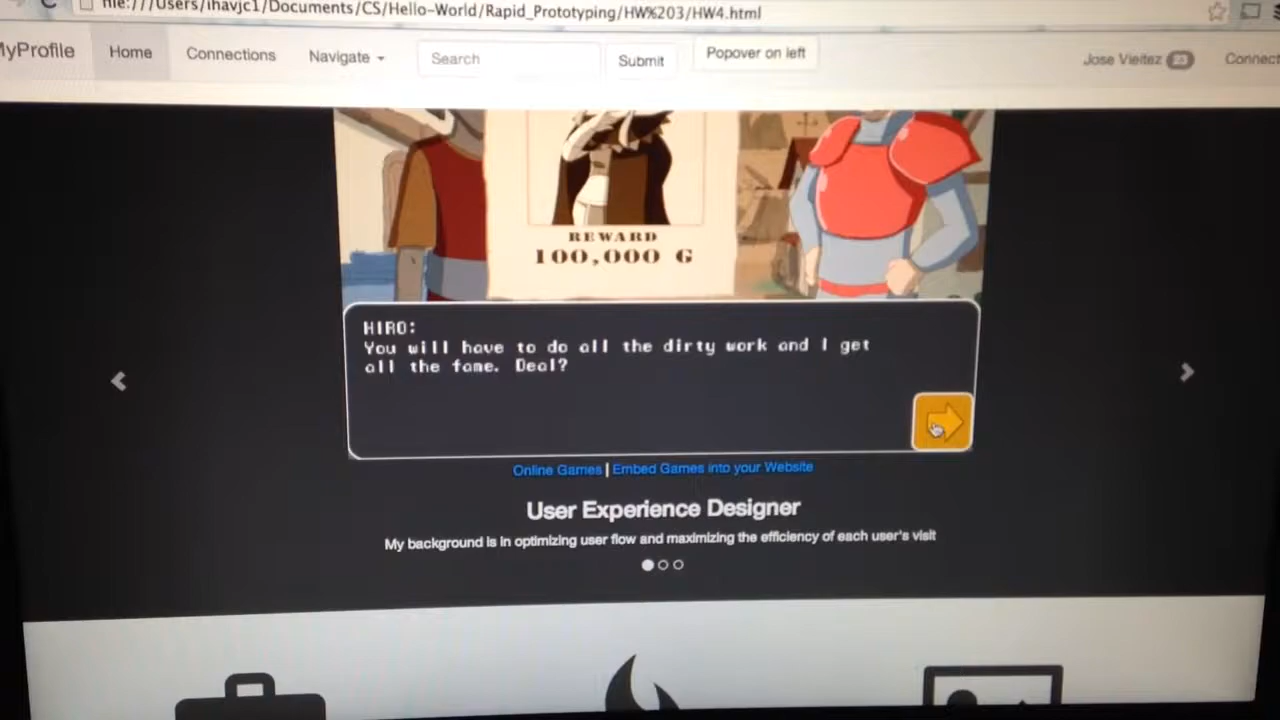 file:///Users/ihavjc1/Documents/CS/Hello-World/Rapid_Prototyping/HW%203/HW4.html
MyProfile Home Connections Navigate Search Submit Popover on left Jose Vieitez 23 Connect
REWARD
100,000 G
HIRO:
You will have to do all the dirty work and I get
all the fame. Deal?
Online Games | Embed Games into your Website
User Experience Designer
My background is in optimizing user flow and maximizing the efficiency of each user's visit